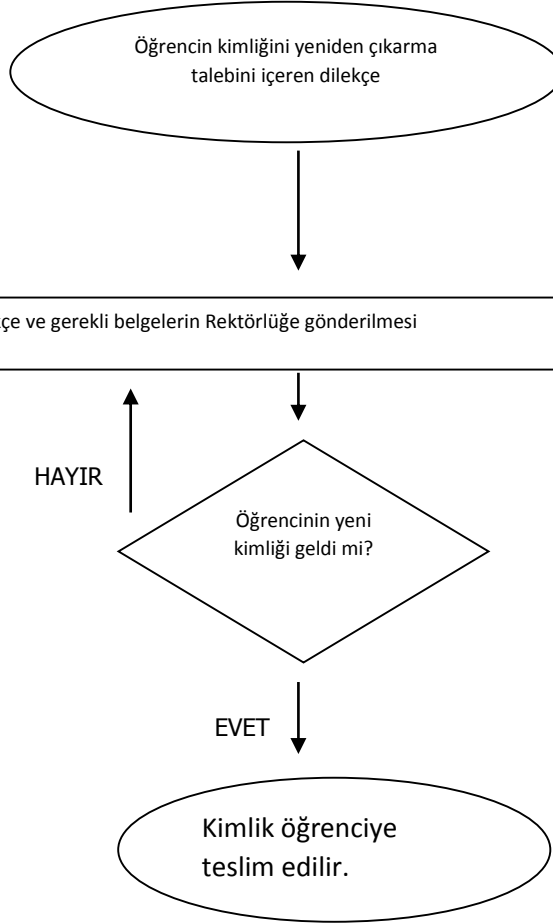 Öğrencin kimliğini yeniden çıkarma
talebini içeren dilekçe
ve gerekli belgelerin Rektörlüğe gönderilmesi
HAYIR
Öğrencinin yeni
kimliği geldi mi?
EVET
Kimlik öğrenciye
teslim edilir.